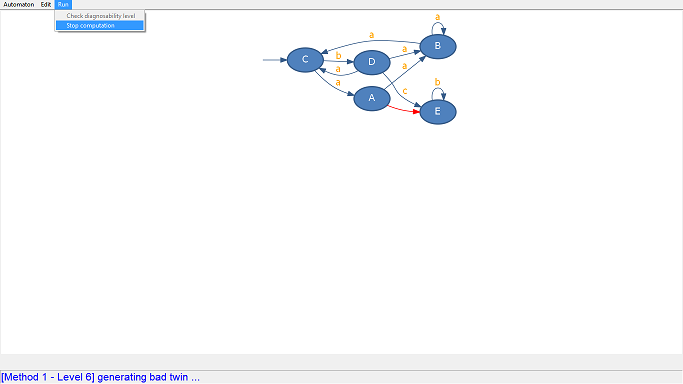 Automaton Edit Run
Check diagnosability level
Stop computation
a
a
B
C
b
D
a
a
a
a
A
c
b
E
[Method 1 - Level 6] generating bad twin ...